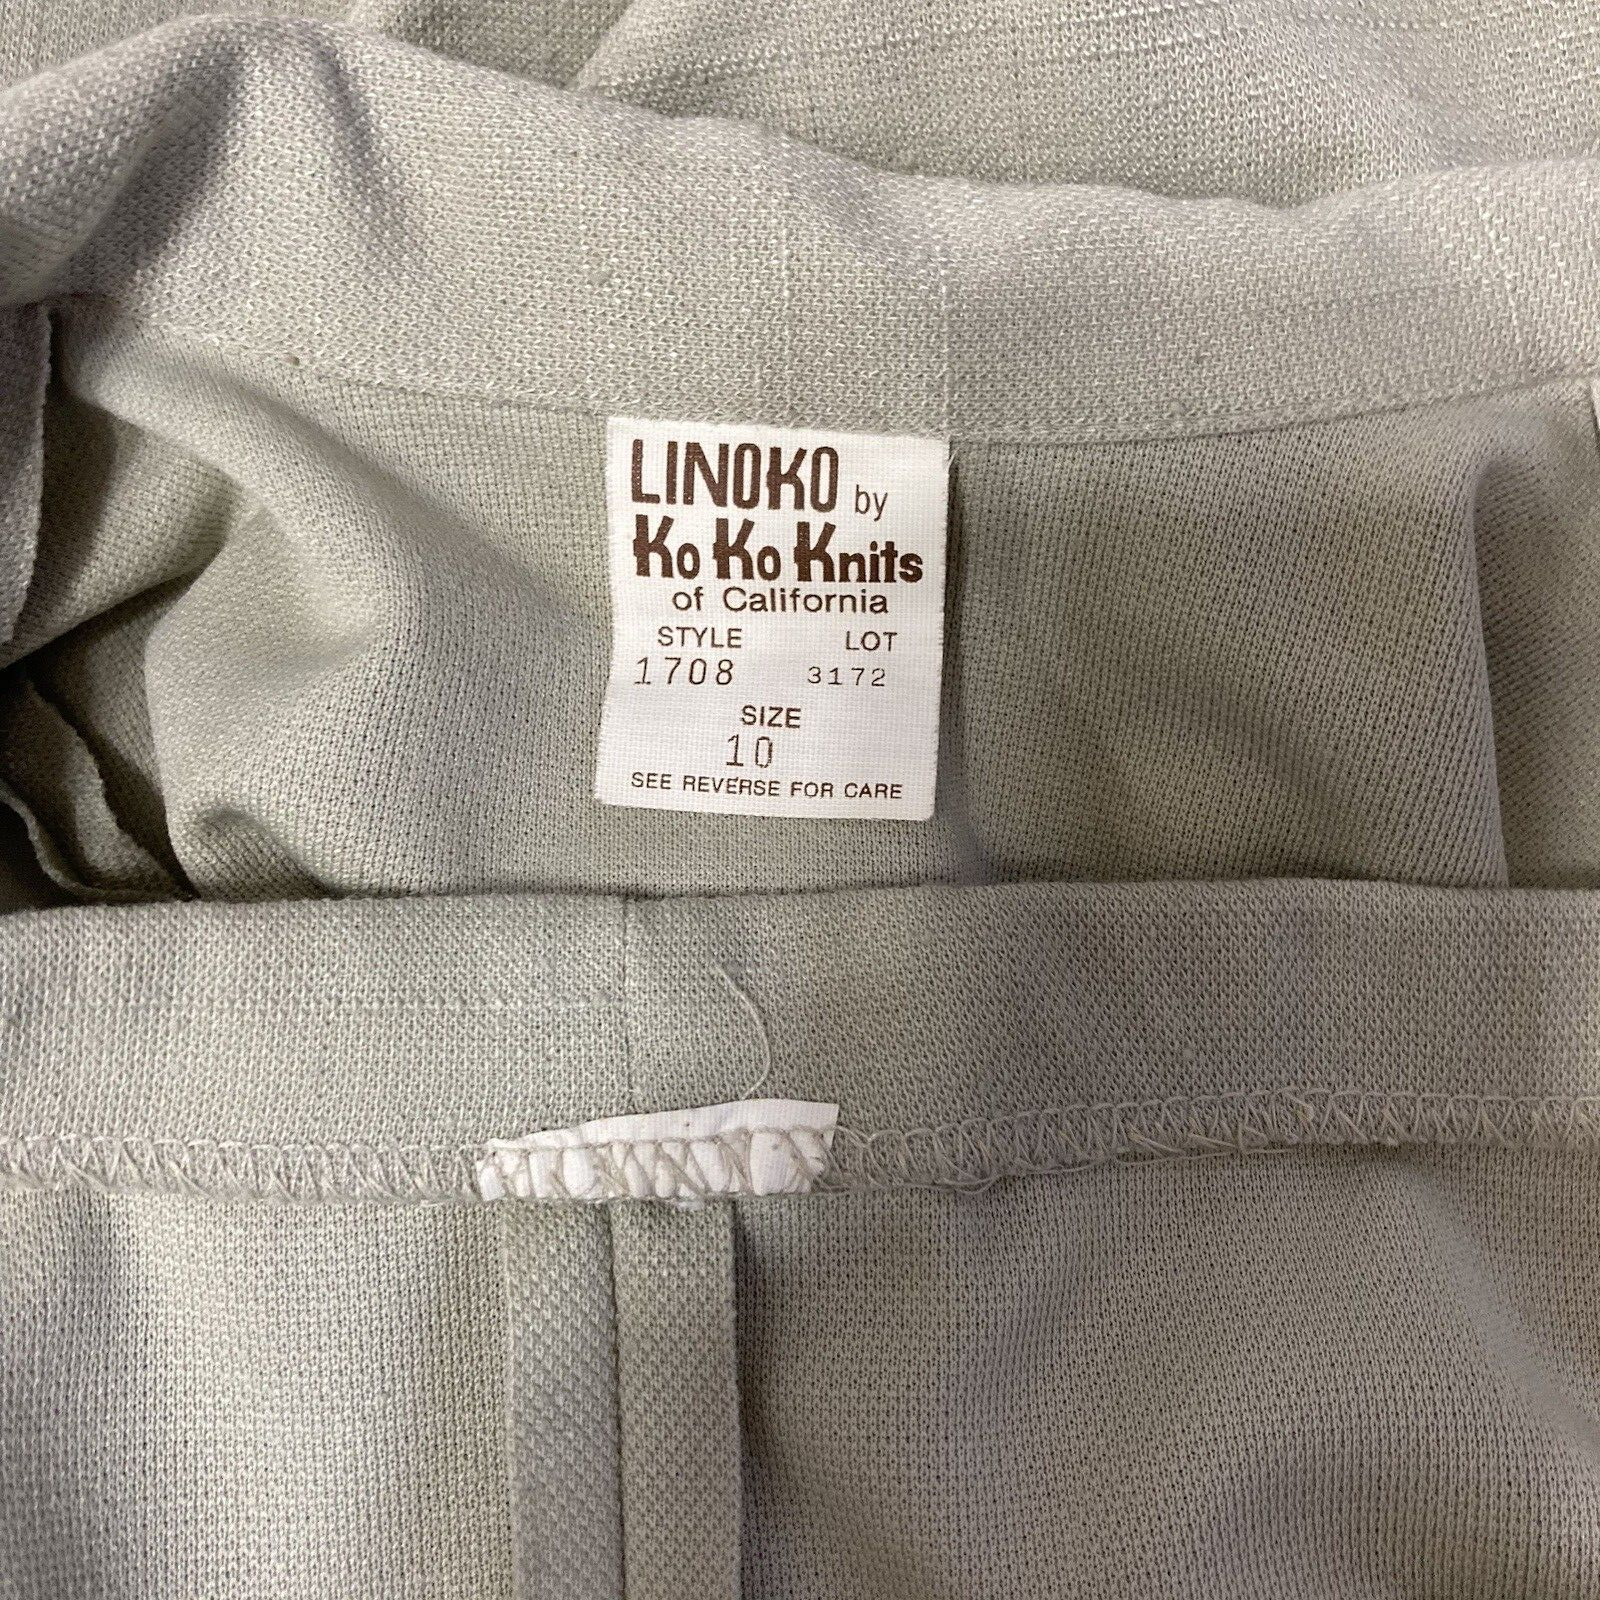 LINOKO by
Ko Ko Knits
of California
STYLE LOT
1708 3172
SIZE
10
SEE REVERSE FOR CARE